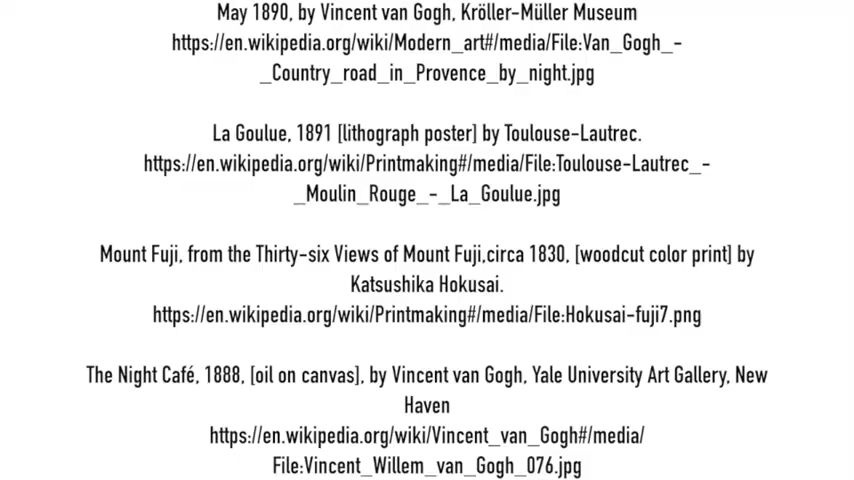 May 1890, by Vincent van Gogh, Kröller-Müller Museum
https://en.wikipedia.org/wiki/Modern_art#/media/File:Van_Gogh_-
_Country_road_in_Provence_by_night.jpg
La Goulue, 1891 [lithograph poster] by Toulouse-Lautrec.
https://en.wikipedia.org/wiki/Printmaking#/media/File:Toulouse-Lautrec_-
_Moulin_Rouge_-_La_Goulue.jpg
Mount Fuji, from the Thirty-six Views of Mount Fuji,circa 1830, [woodcut color print] by
Katsushika Hokusai.
https://en.wikipedia.org/wiki/Printmaking#/media/File:Hokusai-fuji7.png
The Night Café, 1888, [oil on canvas], by Vincent van Gogh, Yale University Art Gallery, New
Haven
https://en.wikipedia.org/wiki/Vincent_van_Gogh#/media/
File:Vincent_Willem_van_Gogh_076.jpg